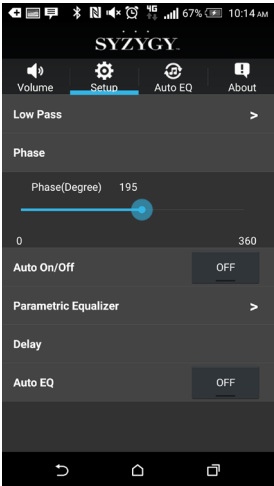 4G 67% 10:14 AM
SYZYGY
Volume Setup Auto EQ About
Low Pass >
Phase
Phase(Degree) 195
0 360
Auto On/Off OFF
Parametric Equalizer >
Delay
Auto EQ OFF